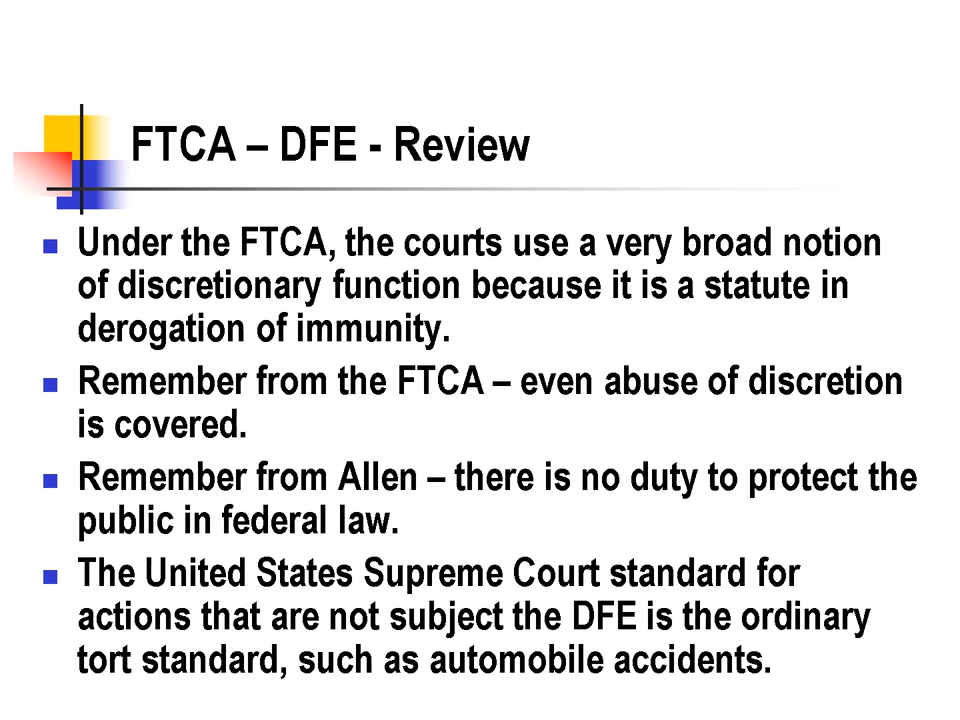 FTCA – DFE - Review
Under the FTCA, the courts use a very broad notion
of discretionary function because it is a statute in
derogation of immunity.
Remember from the FTCA – even abuse of discretion
is covered.
Remember from Allen – there is no duty to protect the
public in federal law.
The United States Supreme Court standard for
actions that are not subject the DFE is the ordinary
tort standard, such as automobile accidents.